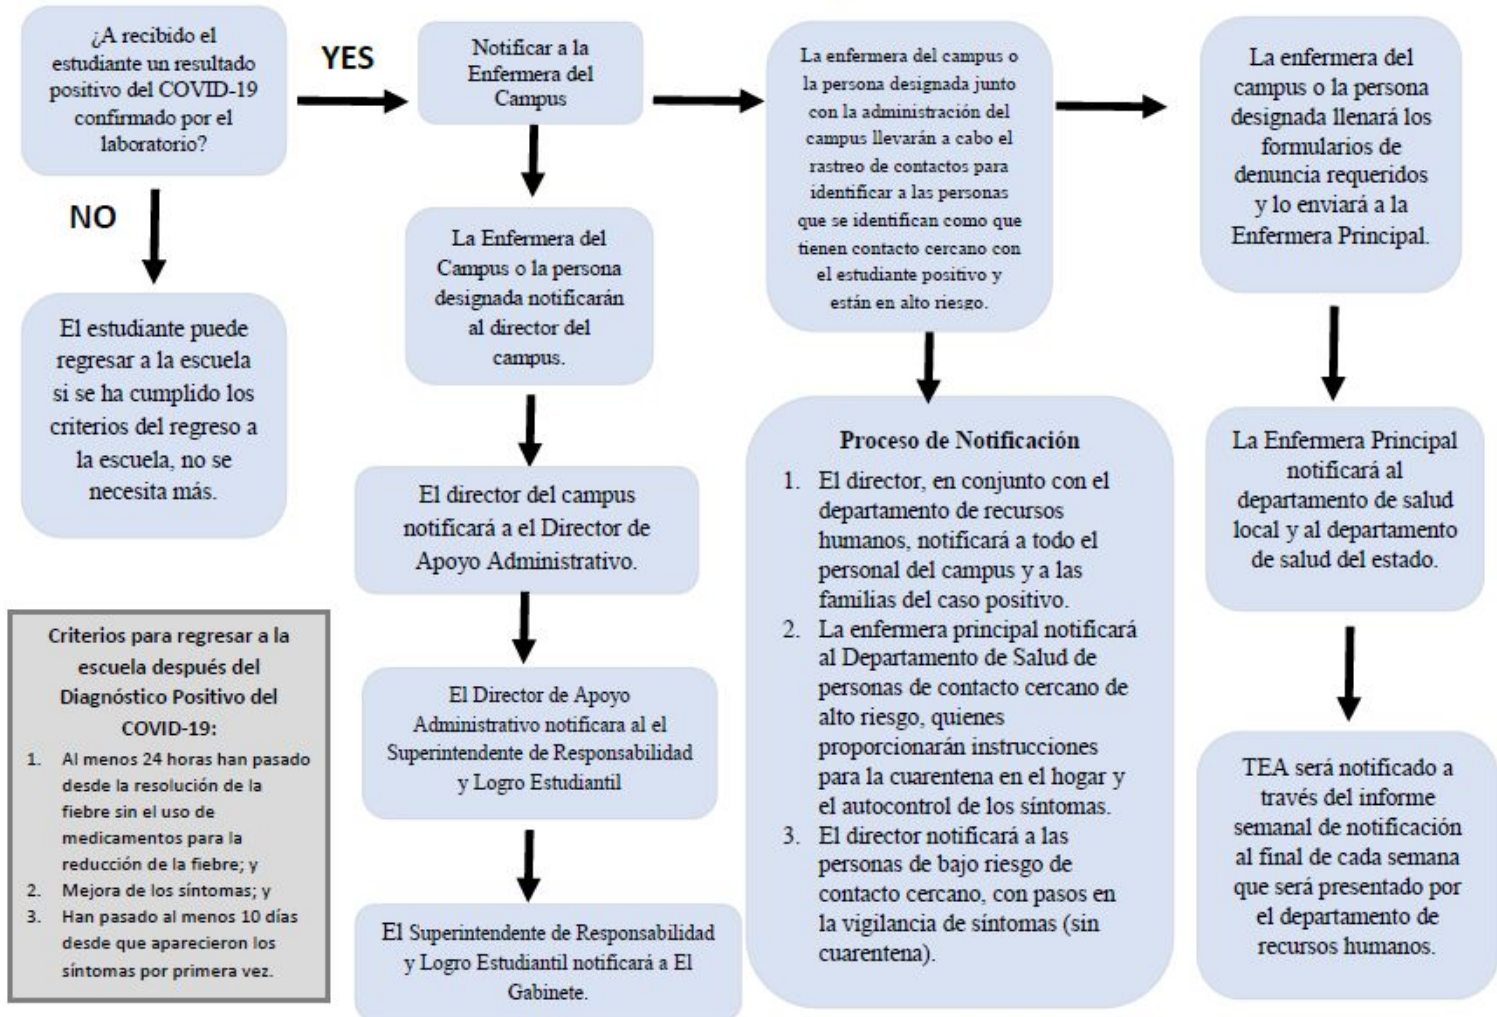 ¿A recibido el
estudiante un resultado
positivo del COVID-19
confirmado por el
laboratorio?
YES
NO
El estudiante puede
regresar a la escuela
si se ha cumplido los
criterios del regreso a
la escuela, no se
necesita más.
Notificar a la
Enfermera del
Campus
La Enfermera del
Campus o la persona
designada notificarán
al director del
campus.
El director del campus
notificará a el Director de
Apoyo Administrativo.
El Director de Apoyo
Administrativo notificara al el
Superintendente de Responsabilidad
y Logro Estudiantil
El Superintendente de Responsabilidad
y Logro Estudiantil notificará a El
Gabinete.
La enfermera del campus o
la persona designada junto
con la administración del
campus llevarán a cabo el
rastreo de contactos para
identificar a las personas
que se identifican como que
tienen contacto cercano con
el estudiante positivo y
están en alto riesgo.
Proceso de Notificación
1. El director, en conjunto con el
departamento de recursos
humanos, notificará a todo el
personal del campus y a las
familias del caso positivo.
2. La enfermera principal notificará
al Departamento de Salud de
personas de contacto cercano de
alto riesgo, quienes
proporcionarán instrucciones
para la cuarentena en el hogar y
el autocontrol de los síntomas.
3. El director notificará a las
personas de bajo riesgo de
contacto cercano, con pasos en
la vigilancia de síntomas (sin
cuarentena).
La enfermera del
campus o la persona
designada llenará los
formularios de
denuncia requeridos
y lo enviará a la
Enfermera Principal.
La Enfermera Principal
notificará al
departamento de salud
local y al departamento
de salud del estado.
TEA será notificado a
través del informe
semanal de notificación
al final de cada semana
que será presentado por
el departamento de
recursos humanos.
Criterios para regresar a la
escuela después del
Diagnóstico Positivo del
COVID-19:
1. Al menos 24 horas han pasado
desde la resolución de la
fiebre sin el uso de
medicamentos para la
reducción de la fiebre; y
2. Mejora de los síntomas; y
3. Han pasado al menos 10 días
desde que aparecieron los
síntomas por primera vez.